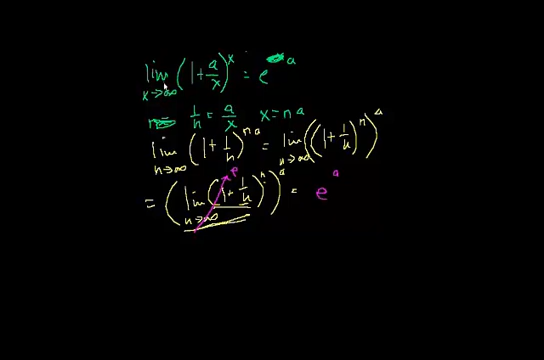 lim x→∞ (1 + a/x)^x = e^a
1/n = a/x   x = na
lim n→∞ (1 + 1/n)^na = lim n→∞ ((1 + 1/n)^n)^a
= (lim n→∞ (1 + 1/n)^n)^a = e^a
e